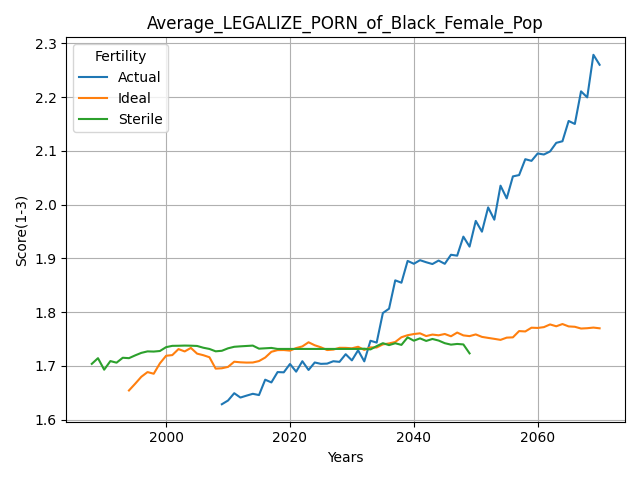 Average_LEGALIZE_PORN_of_Black_Female_Pop
Fertility
Actual
Ideal
Sterile
Score(1-3)
2.3
2.2
2.1
2.0
1.9
1.8
1.7
1.6
2000 2020 2040 2060
Years